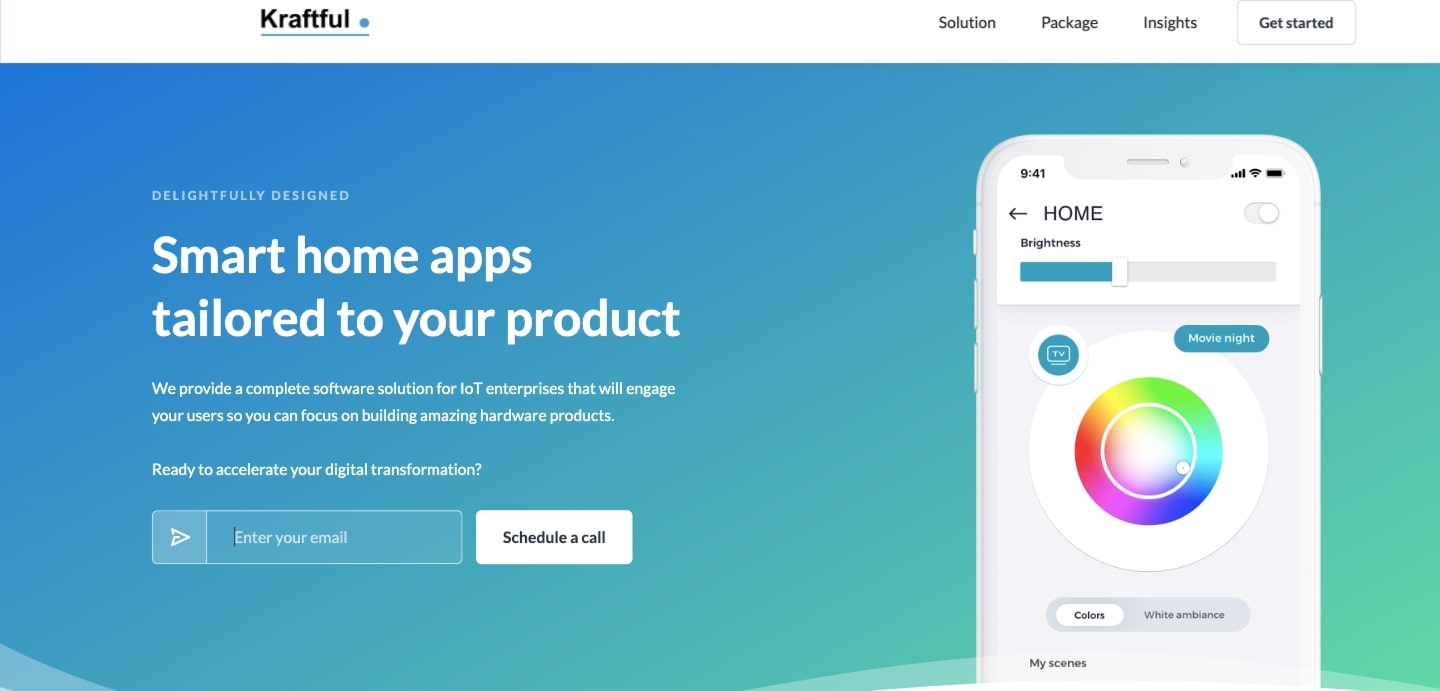 Kraftful
Solution
Package
Insights
Get started
DELIGHTFULLY DESIGNED
Smart home apps
tailored to your product
We provide a complete software solution for IoT enterprises that will engage
your users so you can focus on building amazing hardware products.
Ready to accelerate your digital transformation?
Enter your email
Schedule a call
9:41
HOME
Brightness
TV
Movie night
Colors
White ambiance
My scenes